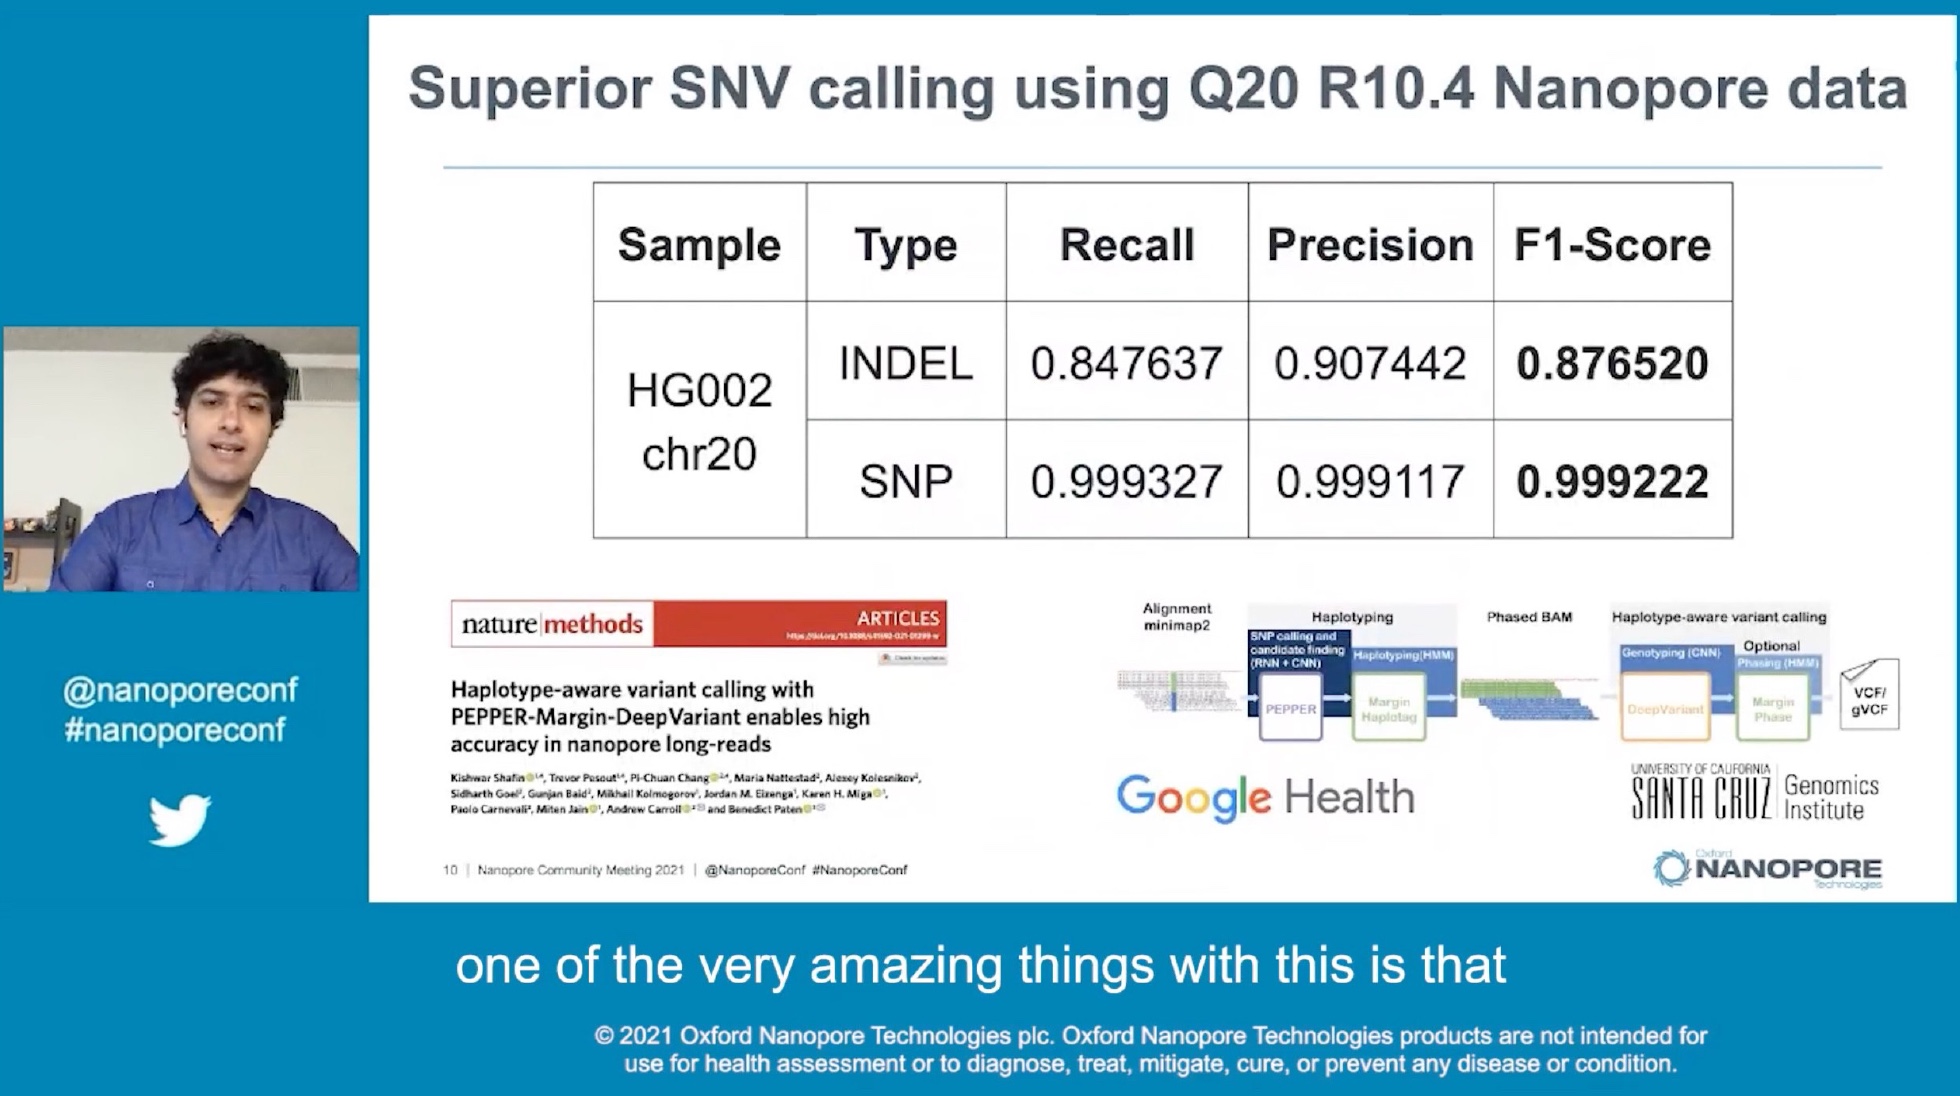 Superior SNV calling using Q20 R10.4 Nanopore data
Sample Type Recall Precision F1-Score
HG002
chr20
INDEL 0.847637 0.907442 0.876520
SNP 0.999327 0.999117 0.999222
nature|methods
ARTICLES
Haplotype-aware variant calling with
PEPPER-Margin-DeepVariant enables high
accuracy in nanopore long-reads
Kishwar Shafin, Trevor Pesout, Pi-Chuan Chang, Maria Nattestad, Alexey Kolesnikov,
Sidharth Goel, Gunjan Baid, Mikhail Kolmogorov, Jordan M. Eizenga, Karen H. Miga,
Paolo Carnevali, Miten Jain, Andrew Carroll and Benedict Paten
Alignment
minimap2
Haplotyping
SNP calling and
candidate finding
(RNN + CNN)
Haplotyping(HMM)
PEPPER
Margin
Haplotag
Phased BAM
Haplotype-aware variant calling
Genotyping (CNN)
Optional
Phasing (HMM)
DeepVariant
Margin
Phase
VCF/
gVCF
Google Health
UNIVERSITY OF CALIFORNIA
SANTA CRUZ
Genomics
Institute
10 | Nanopore Community Meeting 2021 | @NanoporeConf #NanoporeConf
Oxford
NANOPORE
Technologies
@nanoporeconf
#nanoporeconf
one of the very amazing things with this is that
© 2021 Oxford Nanopore Technologies plc. Oxford Nanopore Technologies products are not intended for
use for health assessment or to diagnose, treat, mitigate, cure, or prevent any disease or condition.